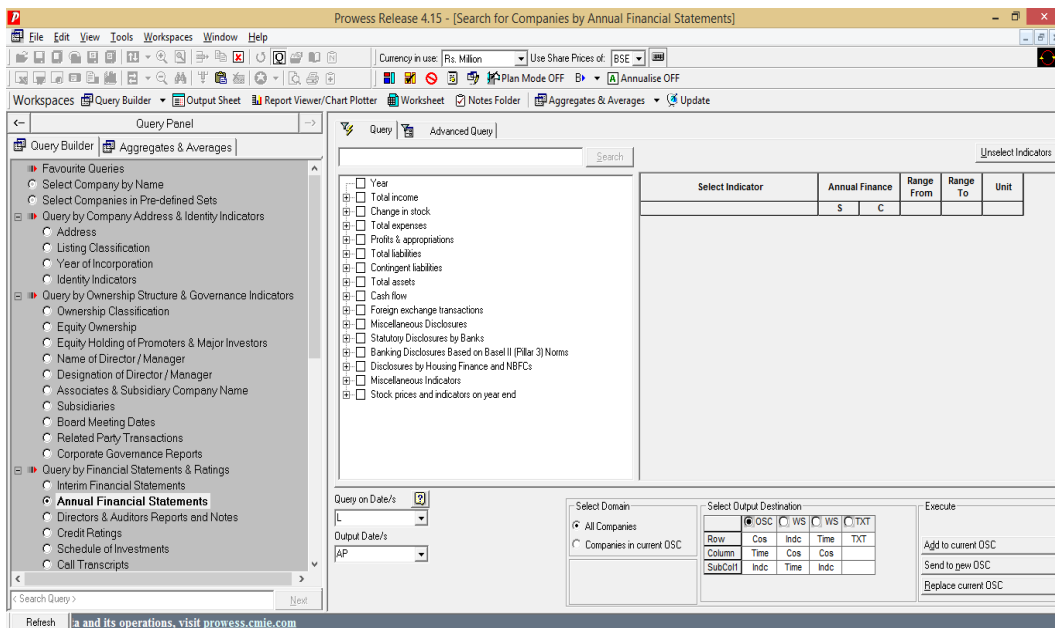 Prowess Release 4.15 - [Search for Companies by Annual Financial Statements]
File Edit View Tools Workspaces Window Help
Currency in use: Rs. Million Use Share Prices of: BSE
Plan Mode OFF A Annualise OFF
Workspaces Query Builder Output Sheet Report Viewer/Chart Plotter Worksheet Notes Folder Aggregates & Averages Update
Query Panel
Query Builder Aggregates & Averages
Favourite Queries
Select Company by Name
Select Companies in Pre-defined Sets
Query by Company Address & Identity Indicators
Address
Listing Classification
Year of Incorporation
Identity Indicators
Query by Ownership Structure & Governance Indicators
Ownership Classification
Equity Ownership
Equity Holding of Promoters & Major Investors
Name of Director / Manager
Designation of Director / Manager
Associates & Subsidiary Company Name
Subsidiaries
Board Meeting Dates
Related Party Transactions
Corporate Governance Reports
Query by Financial Statements & Ratings
Interim Financial Statements
Annual Financial Statements
Directors & Auditors Reports and Notes
Credit Ratings
Schedule of Investments
Call Transcripts
< Search Query > Next
Query Advanced Query
Search
Unselect Indicators
Year
Total income
Change in stock
Total expenses
Profits & appropriations
Total liabilities
Contingent liabilities
Total assets
Cash flow
Foreign exchange transactions
Miscellaneous Disclosures
Statutory Disclosures by Banks
Banking Disclosures Based on Basel II (Pillar 3) Norms
Disclosures by Housing Finance and NBFCs
Miscellaneous Indicators
Stock prices and indicators on year end
Select Indicator Annual Finance Range From Range To Unit
S C
Query on Date/s
L
Output Date/s
AP
Select Domain
All Companies
Companies in current OSC
Select Output Destination
OSC WS WS TXT
Row Cos Indc Time TXT
Column Time Cos Cos
SubCol1 Indc Time Indc
Execute
Add to current OSC
Send to new OSC
Replace current OSC
Refresh a and its operations, visit prowess.cmie.com